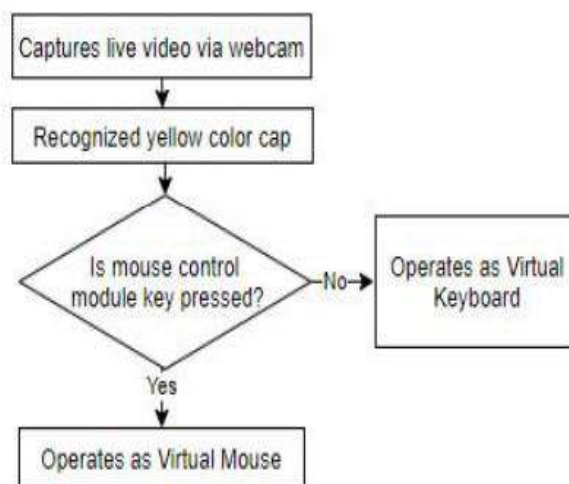 Captures live video via webcam
Recognized yellow color cap
Is mouse control
module key pressed?
No
Operates as Virtual
Keyboard
Yes
Operates as Virtual Mouse